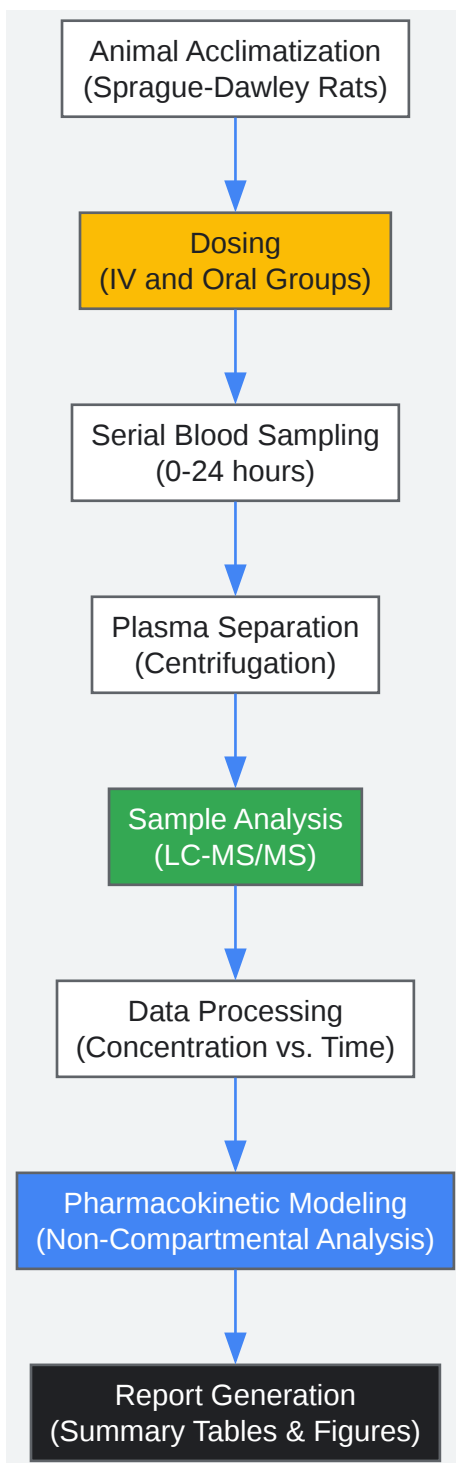 Animal Acclimatization
(Sprague-Dawley Rats)
Dosing
(IV and Oral Groups)
Serial Blood Sampling
(0-24 hours)
Plasma Separation
(Centrifugation)
Sample Analysis
(LC-MS/MS)
Data Processing
(Concentration vs. Time)
Pharmacokinetic Modeling
(Non-Compartmental Analysis)
Report Generation
(Summary Tables & Figures)